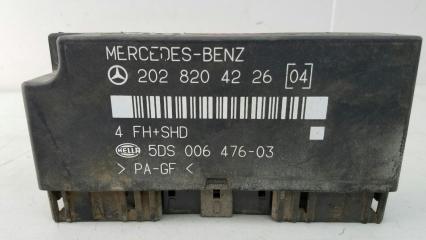 MERCEDES-BENZ
202 820 42 26 [04]
4 FH+SHD
HELLA 5DS 006 476-03
> PA-GF <